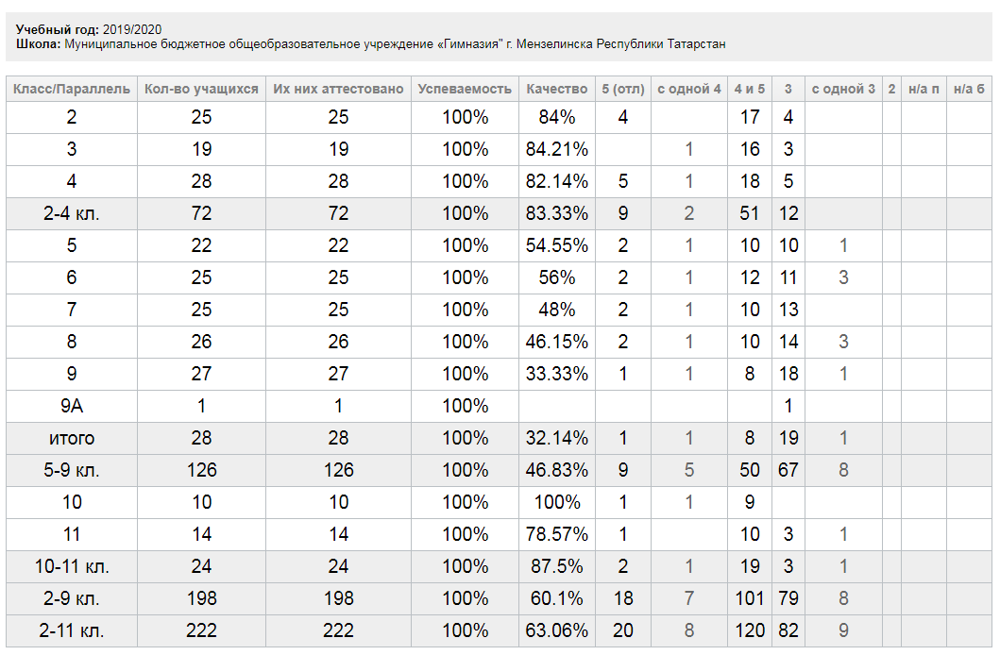 Учебный год: 2019/2020
Школа: Муниципальное бюджетное общеобразовательное учреждение «Гимназия" г. Мензелинска Республики Татарстан
Класс/Параллель Кол-во учащихся Их них аттестовано Успеваемость Качество 5 (отл) с одной 4 4 и 5 3 с одной 3 2 н/а п н/а б
2 25 25 100% 84% 4 17 4
3 19 19 100% 84.21% 1 16 3
4 28 28 100% 82.14% 5 1 18 5
2-4 кл. 72 72 100% 83.33% 9 2 51 12
5 22 22 100% 54.55% 2 1 10 10 1
6 25 25 100% 56% 2 1 12 11 3
7 25 25 100% 48% 2 1 10 13
8 26 26 100% 46.15% 2 1 10 14 3
9 27 27 100% 33.33% 1 1 8 18 1
9А 1 1 100% 1
итого 28 28 100% 32.14% 1 1 8 19 1
5-9 кл. 126 126 100% 46.83% 9 5 50 67 8
10 10 10 100% 100% 1 1 9
11 14 14 100% 78.57% 1 10 3 1
10-11 кл. 24 24 100% 87.5% 2 1 19 3 1
2-9 кл. 198 198 100% 60.1% 18 7 101 79 8
2-11 кл. 222 222 100% 63.06% 20 8 120 82 9